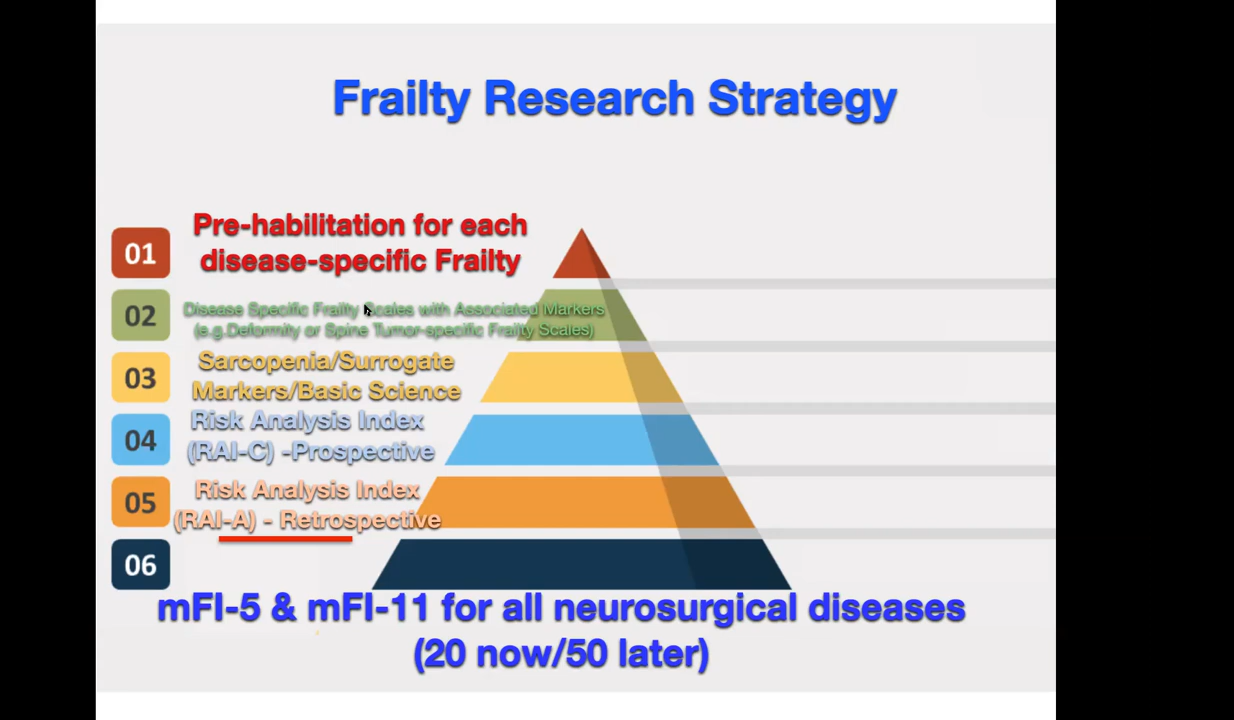 Frailty Research Strategy
01
Pre-habilitation for each
disease-specific Frailty
02
Disease Specific Frailty Scales with Associated Markers
(e.g.Deformity or Spine Tumor-specific Frailty Scales)
03
Sarcopenia/Surrogate
Markers/Basic Science
04
Risk Analysis Index
(RAI-C) -Prospective
05
Risk Analysis Index
(RAI-A) - Retrospective
06
mFI-5 & mFI-11 for all neurosurgical diseases
(20 now/50 later)